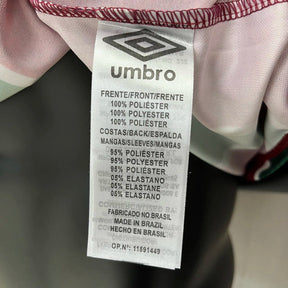 umbro
FRENTE/FRONT/FRENTE
100% POLIÉSTER
100% POLYESTER
100% POLIÉSTER
COSTAS/BACK/ESPALDA
MANGAS/SLEEVES/MANGAS
95% POLIÉSTER
95% POLYESTER
95% POLIÉSTER
05% ELASTANO
05% ELASTANE
05% ELASTANO
FABRICADO NO BRASIL
MADE IN BRAZIL
HECHO EN BRASIL
OP.Nº: 11591449